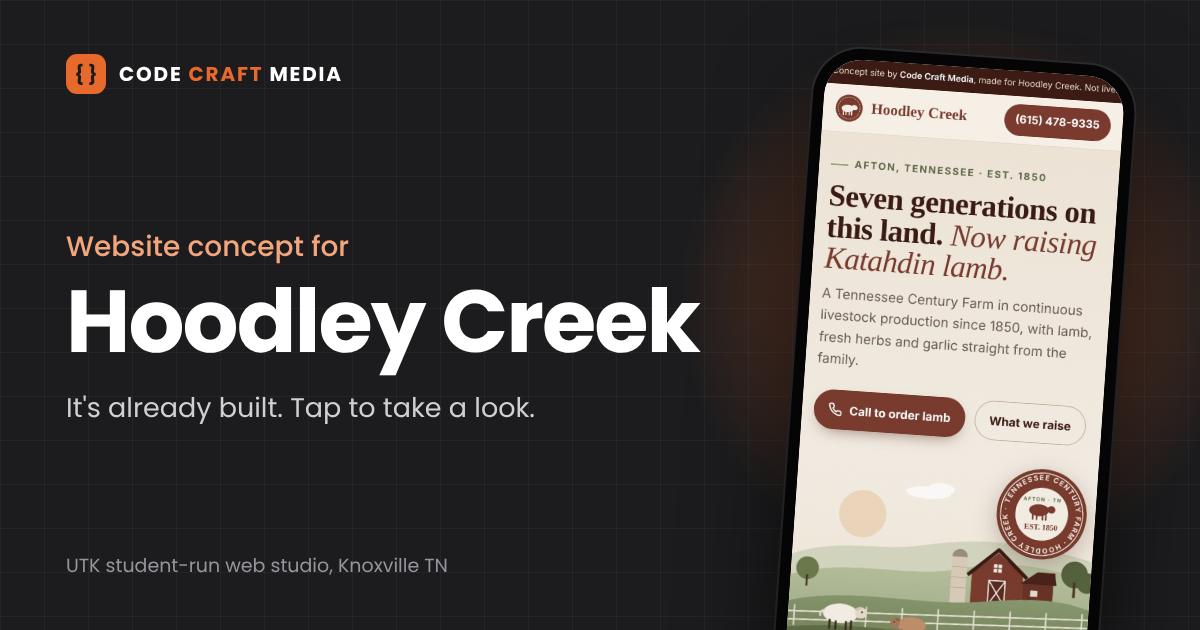 { } CODE CRAFT MEDIA
Website concept for
Hoodley Creek
It's already built. Tap to take a look.
UTK student-run web studio, Knoxville TN
Concept site by Code Craft Media, made for Hoodley Creek. Not live.
Hoodley Creek
(615) 478-9335
AFTON, TENNESSEE · EST. 1850
Seven generations on
this land. Now raising
Katahdin lamb.
A Tennessee Century Farm in continuous
livestock production since 1850, with lamb,
fresh herbs and garlic straight from the
family.
Call to order lamb
What we raise
TENNESSEE CENTURY FARM · HOODLEY CREEK ·
AFTON · TN
EST. 1850